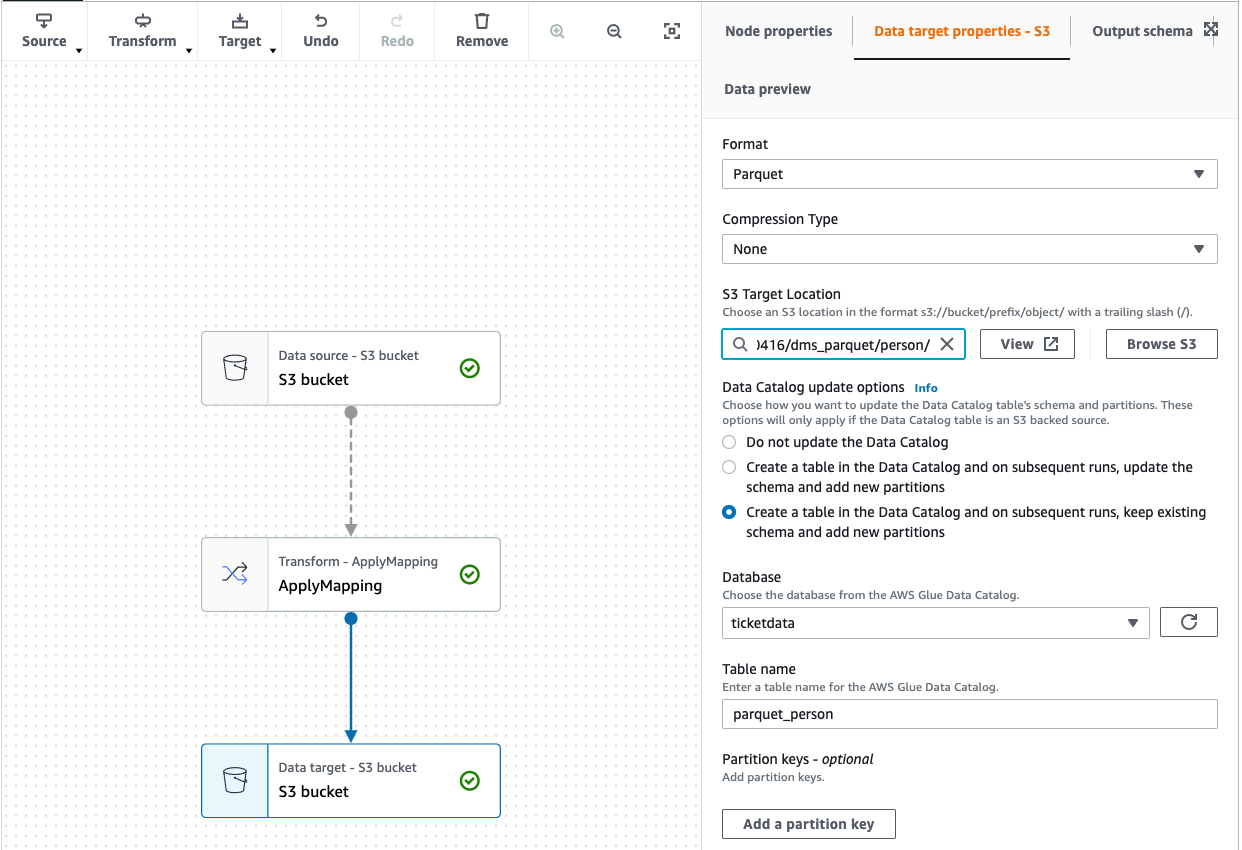 Source
Transform
Target
Undo
Redo
Remove
Node properties
Data target properties - S3
Output schema
Data preview
Format
Parquet
Compression Type
None
S3 Target Location
Choose an S3 location in the format s3://bucket/prefix/object/ with a trailing slash (/).
416/dms_parquet/person/
View
Browse S3
Data Catalog update options Info
Choose how you want to update the Data Catalog table's schema and partitions. These
options will only apply if the Data Catalog table is an S3 backed source.
Do not update the Data Catalog
Create a table in the Data Catalog and on subsequent runs, update the
schema and add new partitions
Create a table in the Data Catalog and on subsequent runs, keep existing
schema and add new partitions
Database
Choose the database from the AWS Glue Data Catalog.
ticketdata
Table name
Enter a table name for the AWS Glue Data Catalog.
parquet_person
Partition keys - optional
Add partition keys.
Add a partition key
Data source - S3 bucket
S3 bucket
Transform - ApplyMapping
ApplyMapping
Data target - S3 bucket
S3 bucket